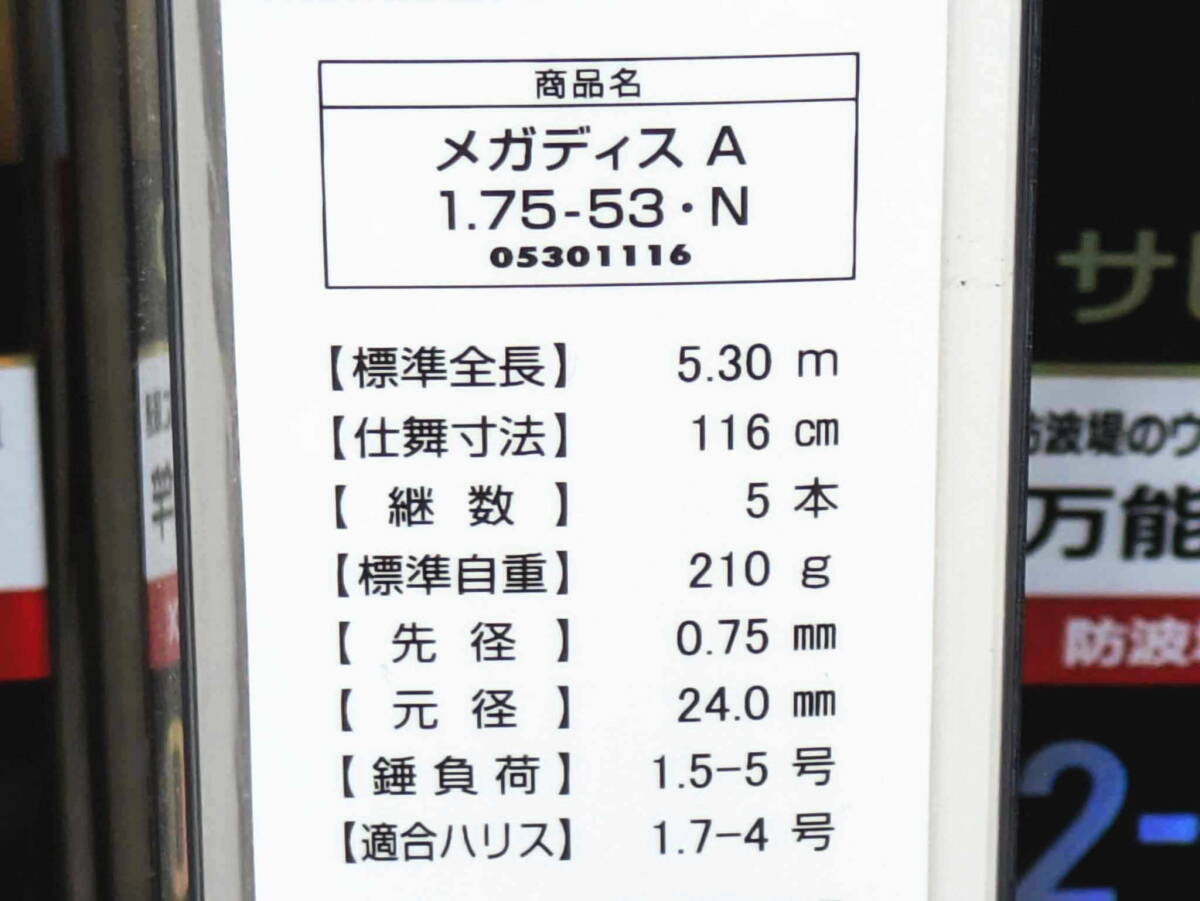 商品名
メガディス A
1.75-53・N
05301116
【標準全長】 5.30 m
【仕舞寸法】 116 cm
【継数】 5 本
【標準自重】 210 g
【先径】 0.75 mm
【元径】 24.0 mm
【錘負荷】 1.5-5 号
【適合ハリス】 1.7-4 号
サ
防波堤のウ
万能
防波
2-
竿